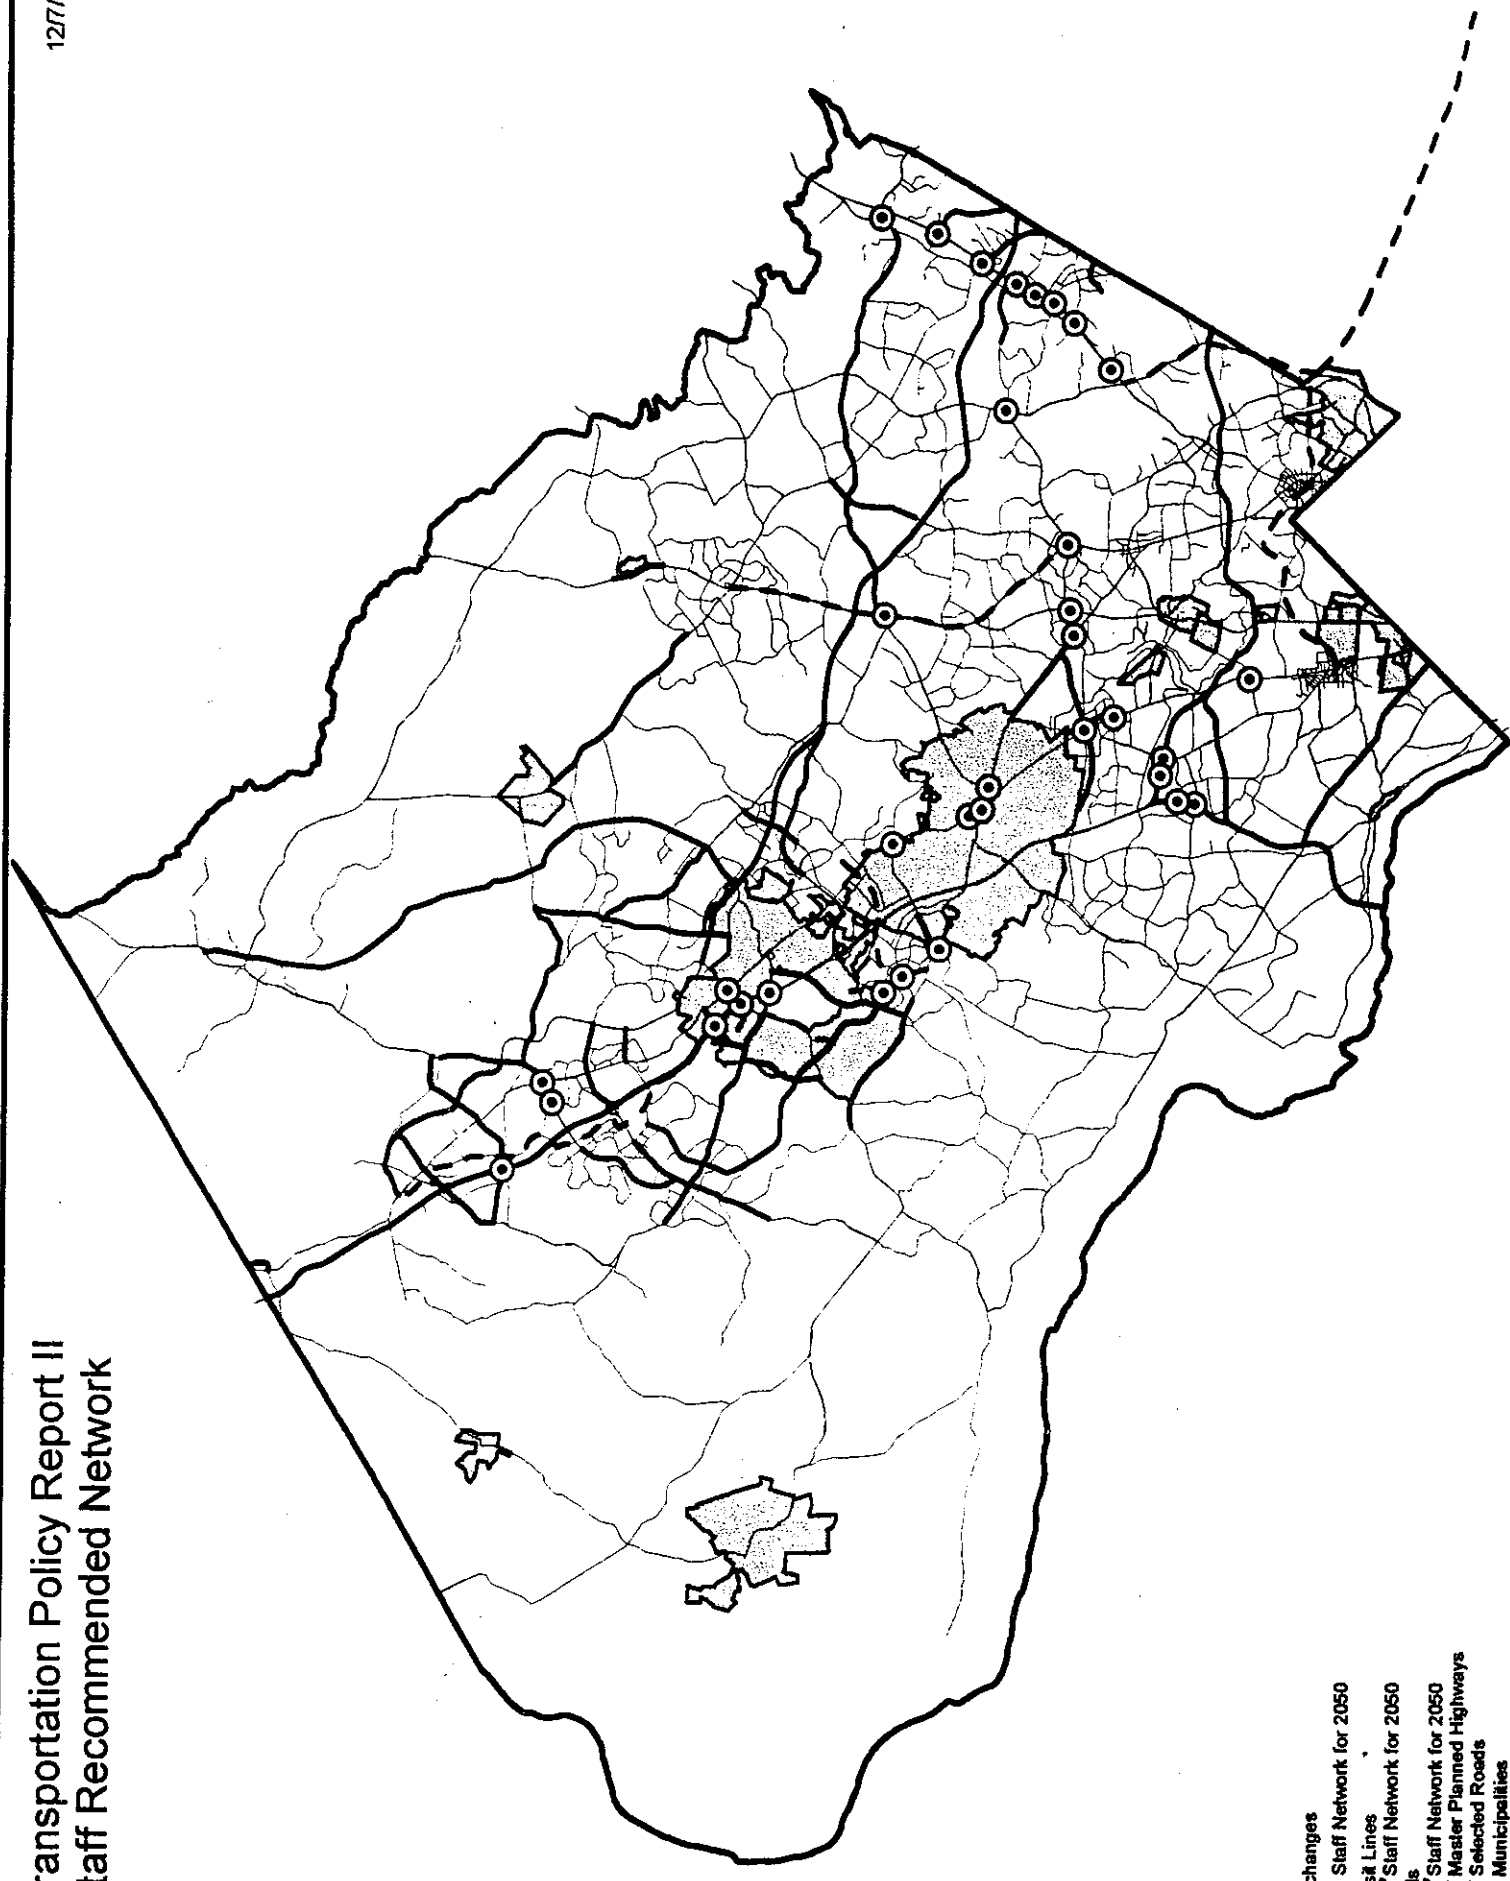 12/7/
ransportation Policy Report II
taff Recommended Network
changes
Staff Network for 2050
sit Lines
Staff Network for 2050
ls
Staff Network for 2050
Master Planned Highways
Selected Roads
Municipalities